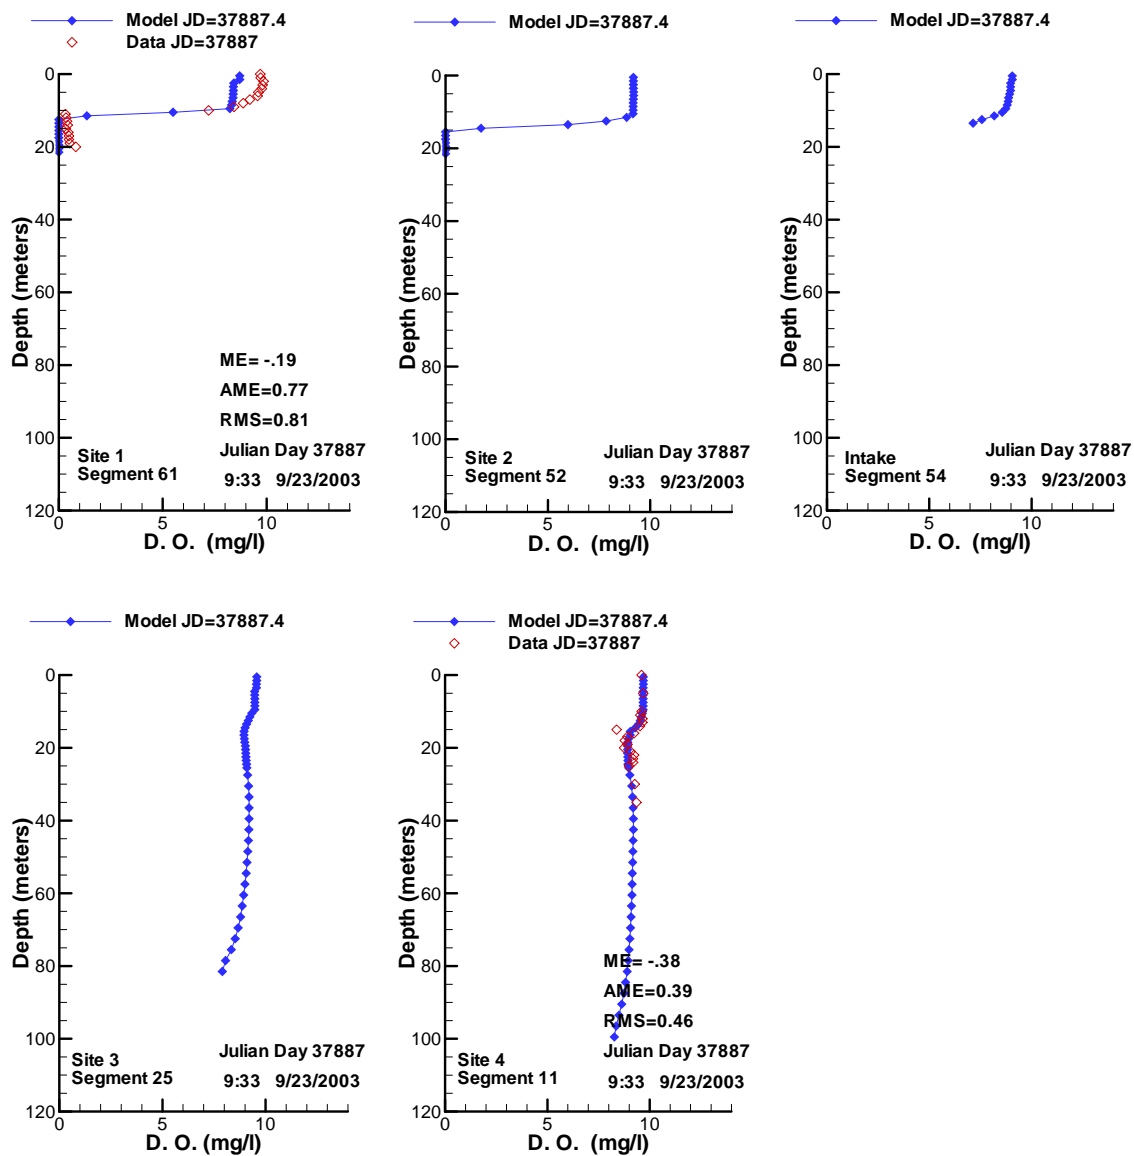 Model JD=37887.4
Data JD=37887
0
20
40
60
80
100
120
Depth (meters)
ME= -.19
AME=0.77
RMS=0.81
Site 1
Segment 61
Julian Day 37887
9:33 9/23/2003
0 5 10
D. O. (mg/l)
Model JD=37887.4
0
20
40
60
80
100
120
Depth (meters)
Site 2
Segment 52
Julian Day 37887
9:33 9/23/2003
0 5 10
D. O. (mg/l)
Model JD=37887.4
0
20
40
60
80
100
120
Depth (meters)
Intake
Segment 54
Julian Day 37887
9:33 9/23/2003
0 5 10
D. O. (mg/l)
Model JD=37887.4
0
20
40
60
80
100
120
Depth (meters)
Site 3
Segment 25
Julian Day 37887
9:33 9/23/2003
0 5 10
D. O. (mg/l)
Model JD=37887.4
Data JD=37887
0
20
40
60
80
100
120
Depth (meters)
ME= -.38
AME=0.39
RMS=0.46
Site 4
Segment 11
Julian Day 37887
9:33 9/23/2003
0 5 10
D. O. (mg/l)